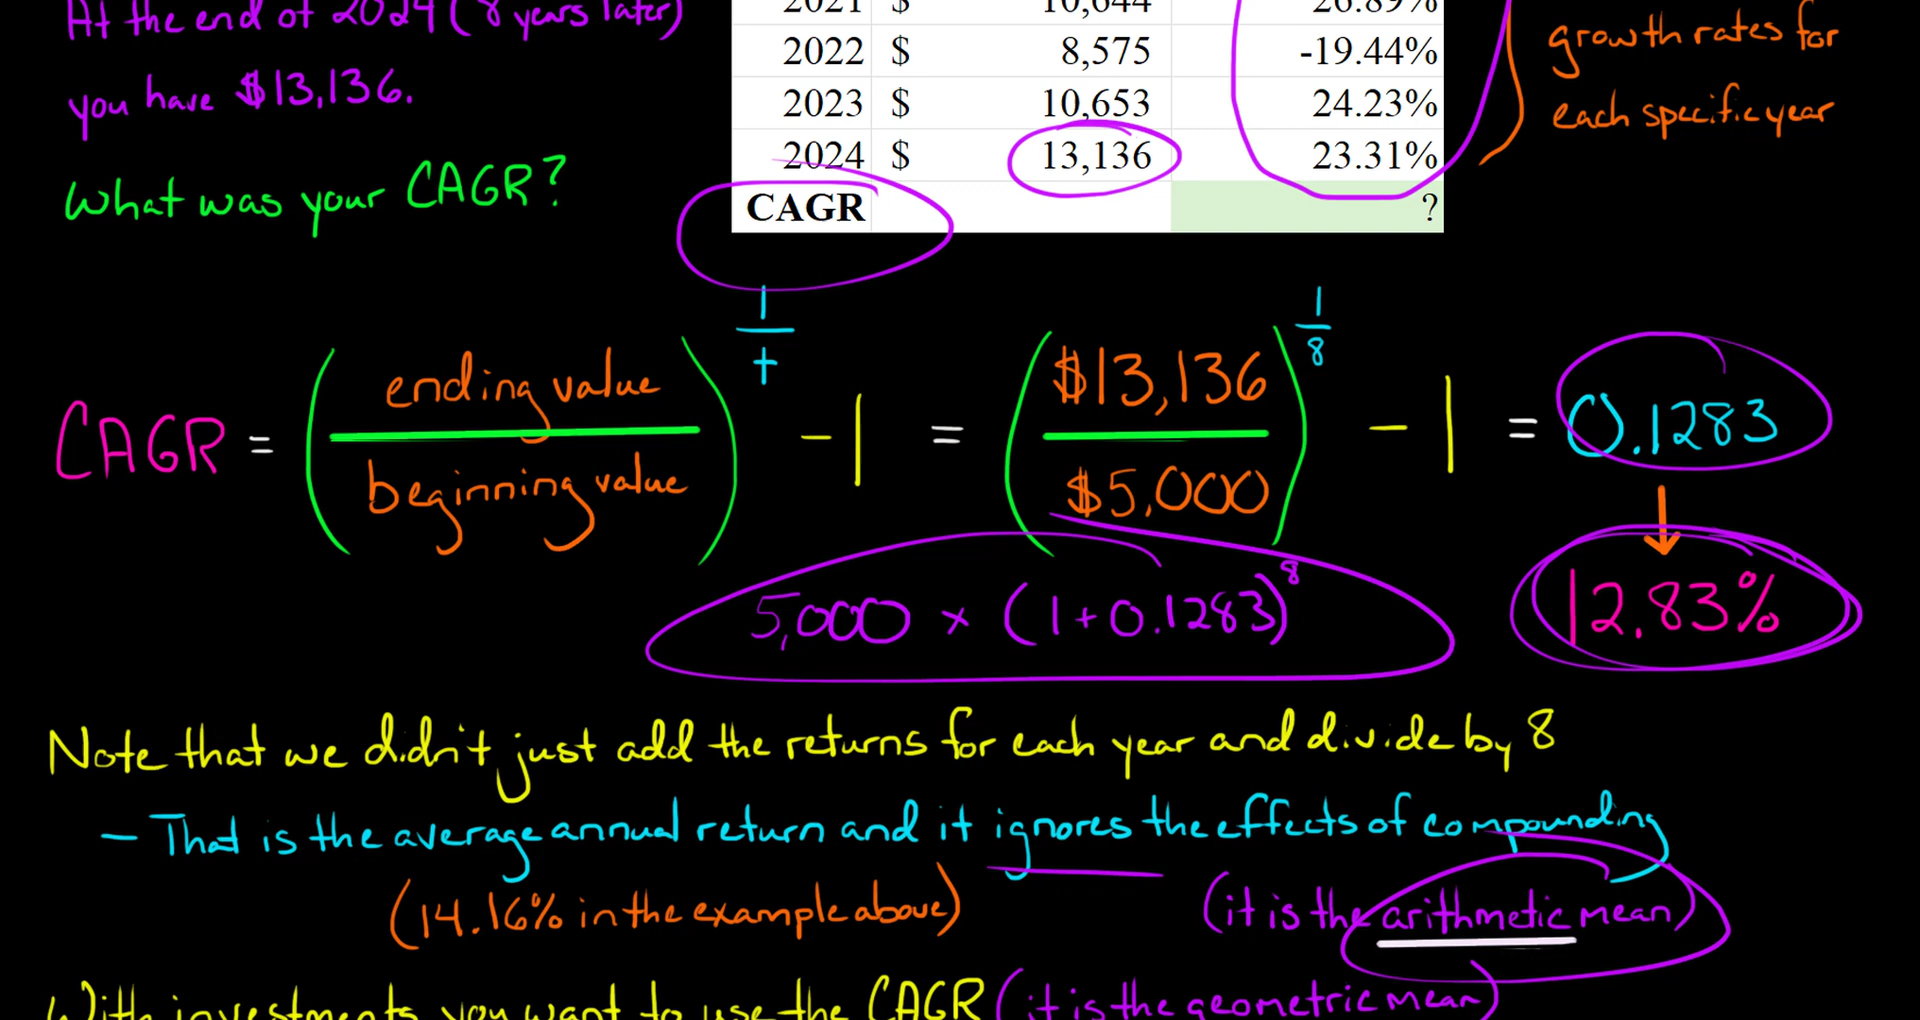 At the end of 2024 (8 years later)
you have $13,136.
What was your CAGR?
2021 $ 10,644 26.89%
2022 $ 8,575 -19.44%
2023 $ 10,653 24.23%
2024 $ 13,136 23.31%
CAGR ?
growth rates for
each specific year
CAGR = (ending value / beginning value)^1/t - 1 = ($13,136 / $5,000)^1/8 - 1 = 0.1283
12.83%
5,000 x (1+0.1283)^8
Note that we didn't just add the returns for each year and divide by 8
- That is the average annual return and it ignores the effects of compounding
(14.16% in the example above) (it is the arithmetic mean)
With investments you want to use the CAGR (it is the geometric mean)